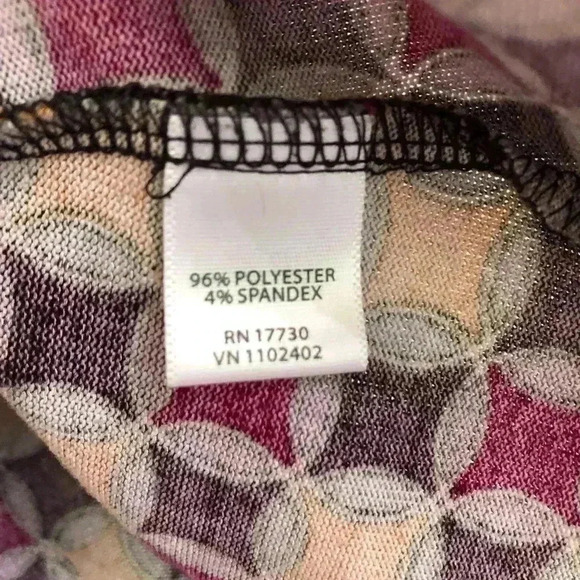 96% POLYESTER
4% SPANDEX
RN 17730
VN 1102402